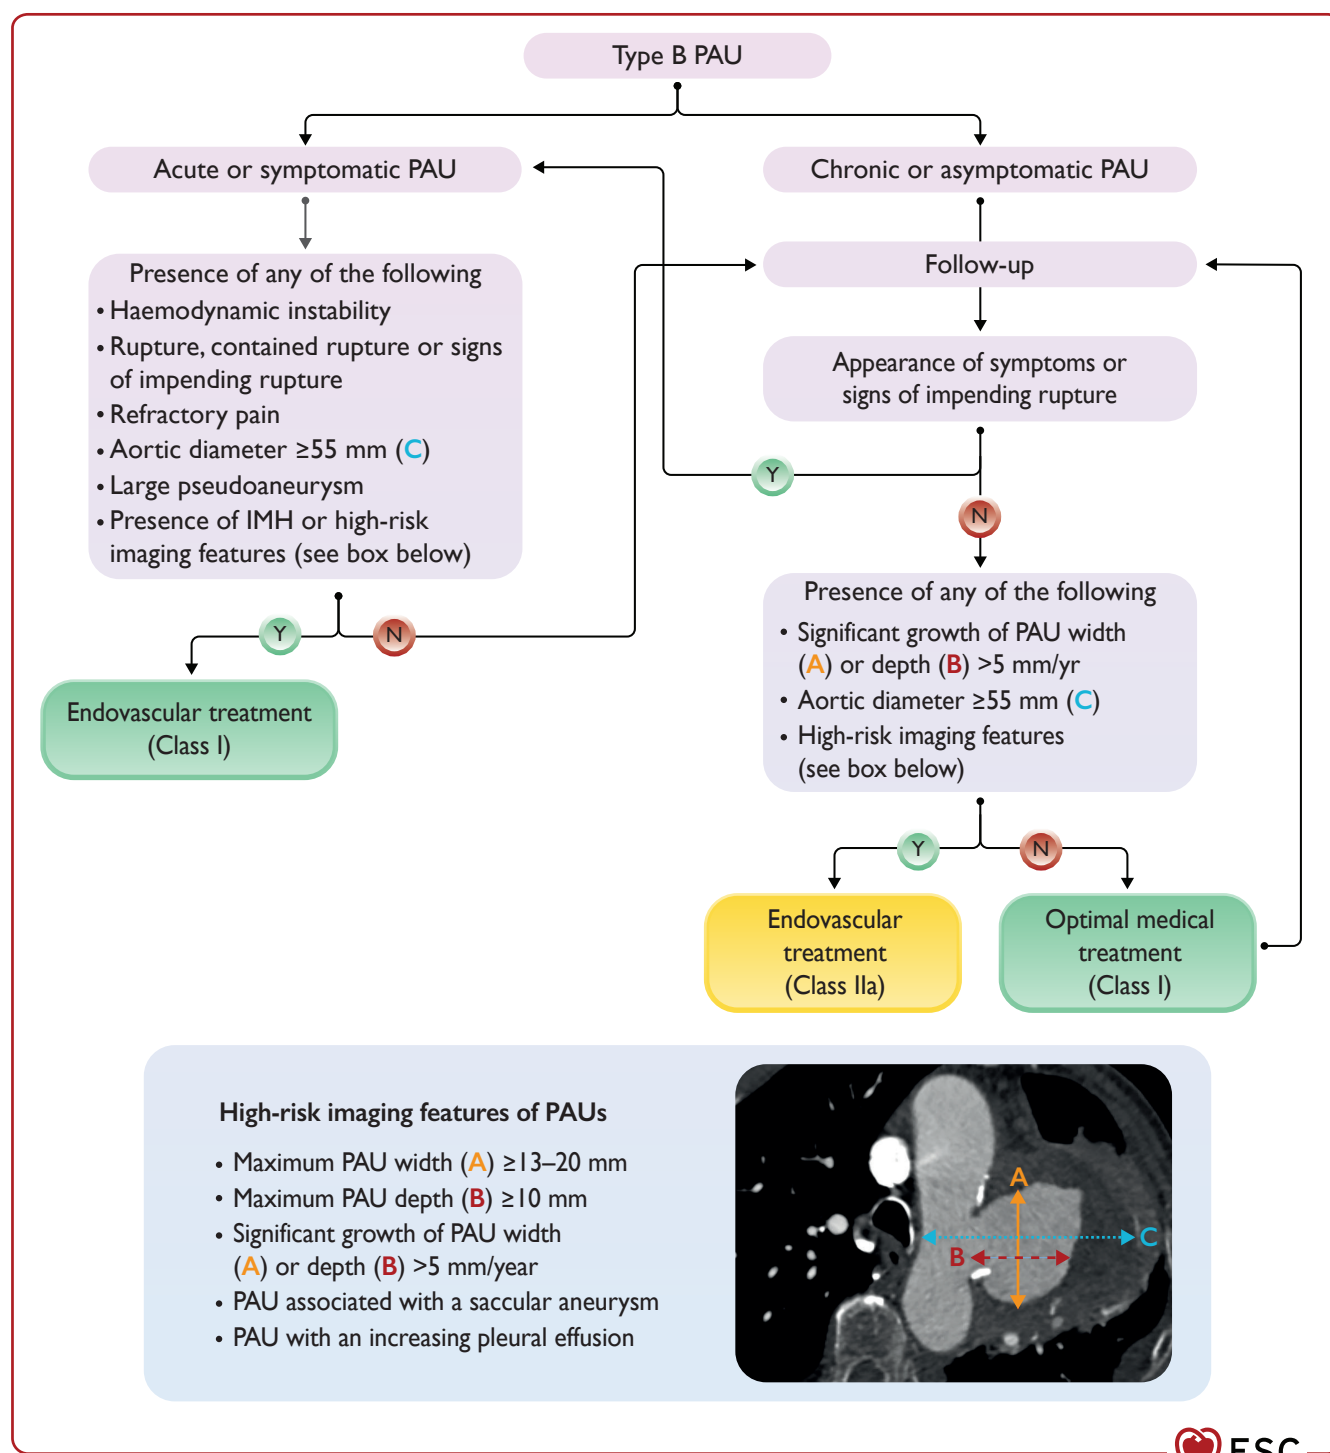 Type B PAU
Acute or symptomatic PAU
Chronic or asymptomatic PAU
Presence of any of the following
• Haemodynamic instability
• Rupture, contained rupture or signs
of impending rupture
• Refractory pain
• Aortic diameter ≥55 mm (C)
• Large pseudoaneurysm
• Presence of IMH or high-risk
imaging features (see box below)
Follow-up
Appearance of symptoms or
signs of impending rupture
Y
N
Y
N
Endovascular treatment
(Class I)
Presence of any of the following
• Significant growth of PAU width
(A) or depth (B) >5 mm/yr
• Aortic diameter ≥55 mm (C)
• High-risk imaging features
(see box below)
Y
N
Endovascular
treatment
(Class IIa)
Optimal medical
treatment
(Class I)
High-risk imaging features of PAUs
• Maximum PAU width (A) ≥13–20 mm
• Maximum PAU depth (B) ≥10 mm
• Significant growth of PAU width
(A) or depth (B) >5 mm/year
• PAU associated with a saccular aneurysm
• PAU with an increasing pleural effusion
A
B
C
ESC